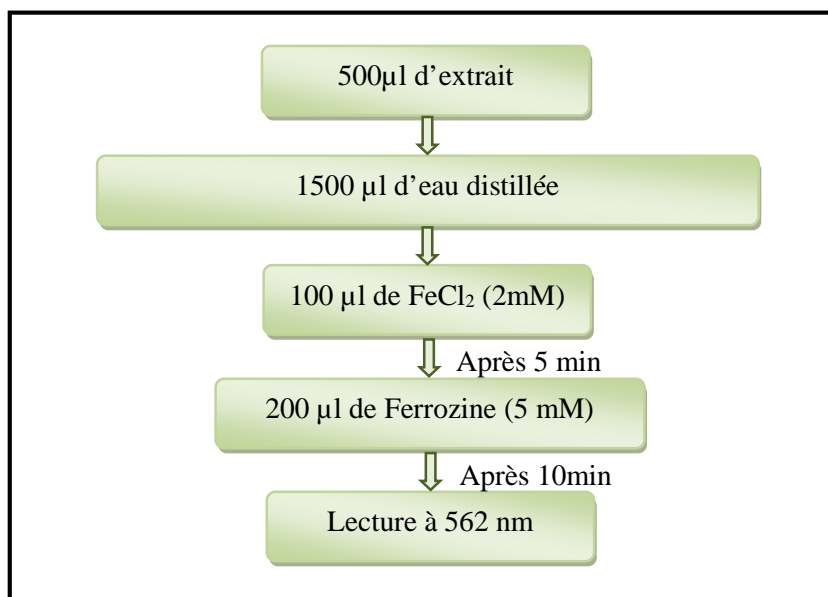 500µl d’extrait
1500 µl d’eau distillée
100 µl de FeCl₂ (2mM)
Après 5 min
200 µl de Ferrozine (5 mM)
Après 10min
Lecture à 562 nm